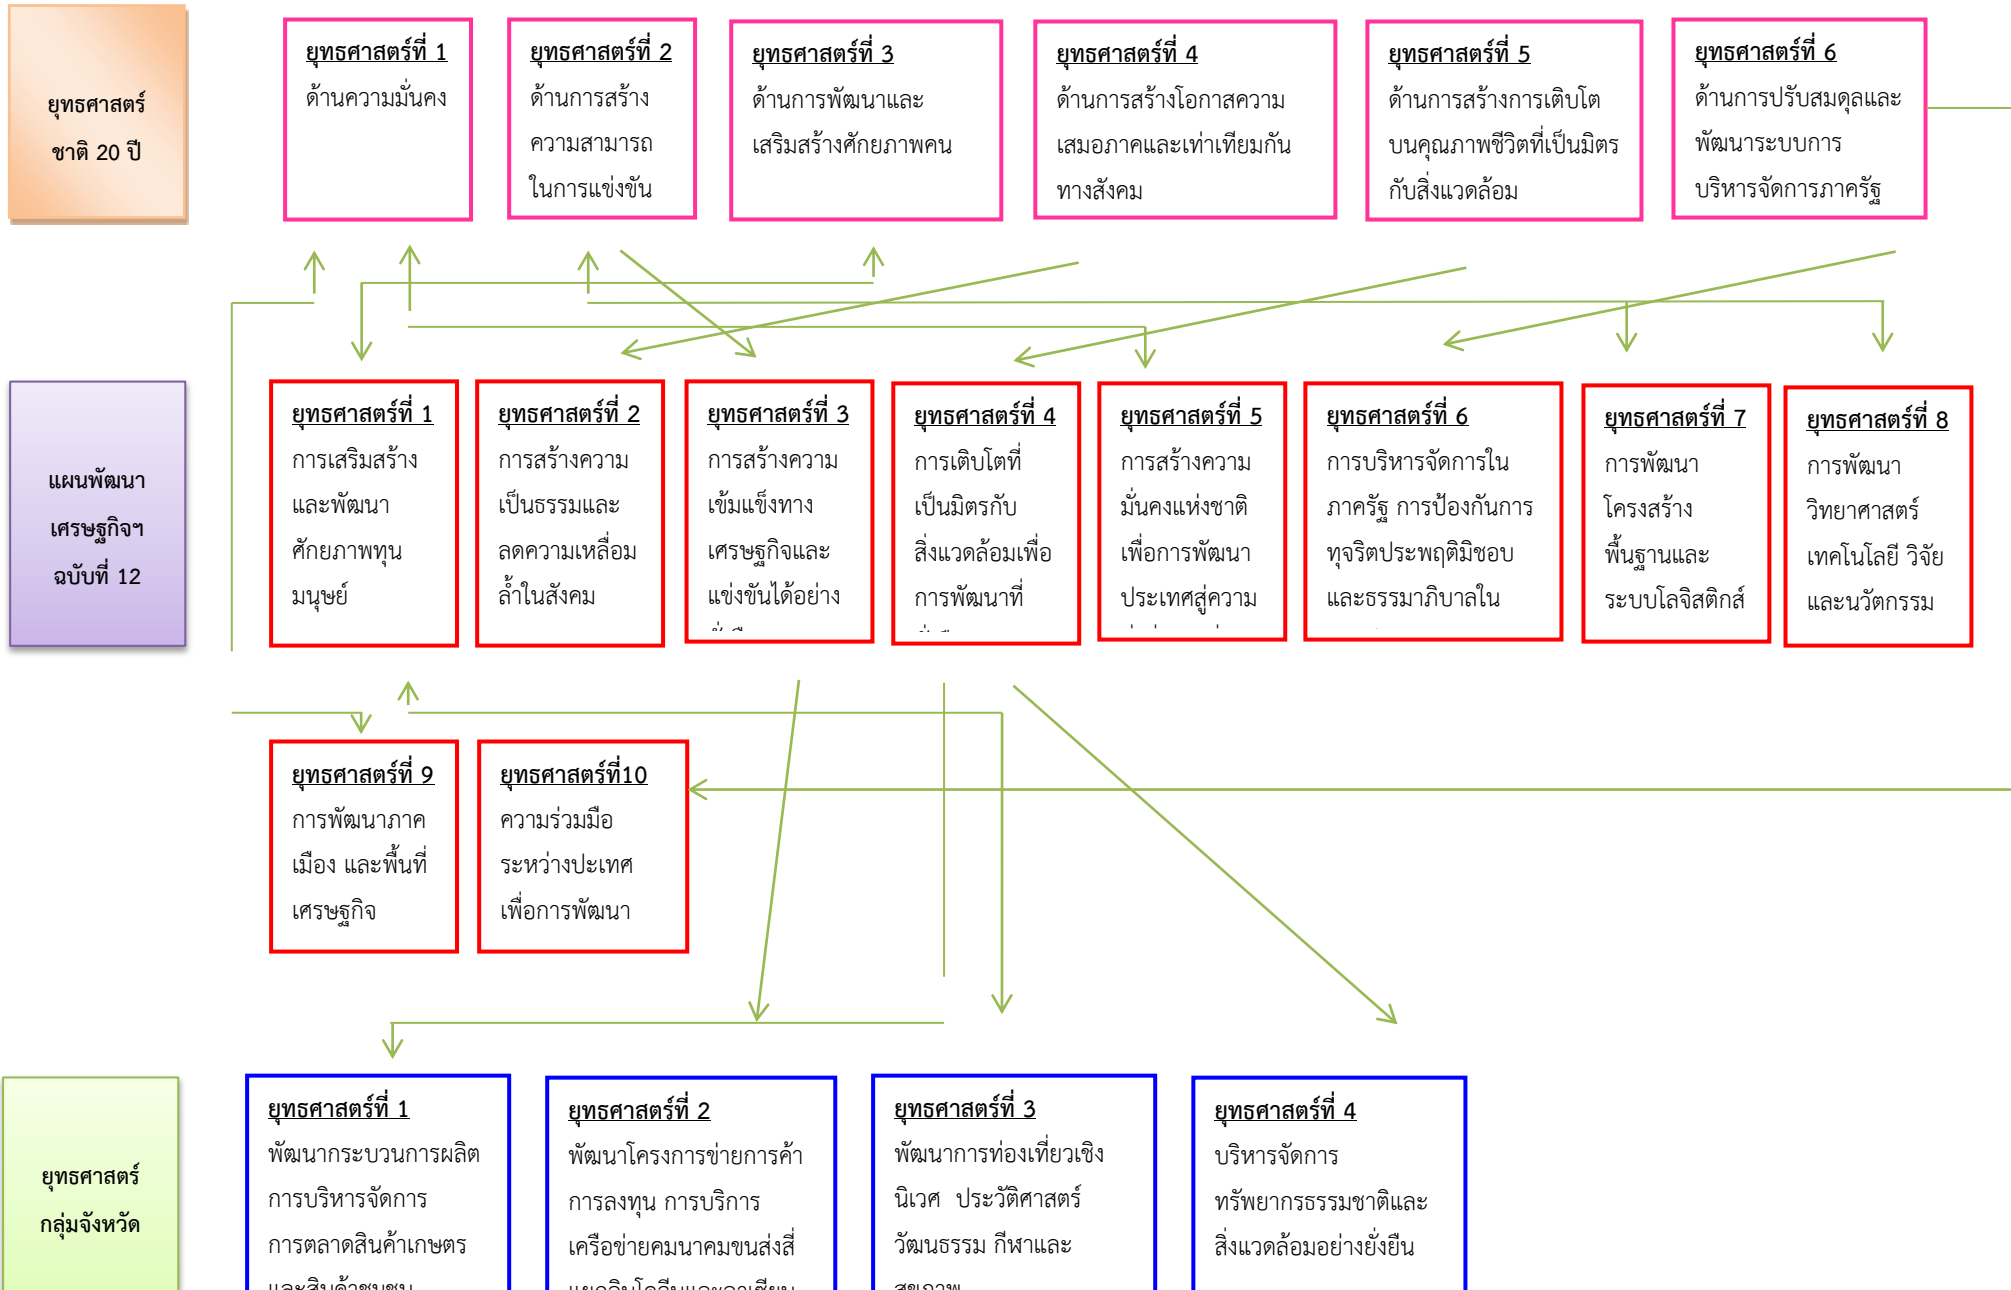 ยุทธศาสตร์
ชาติ 20 ปี
ยุทธศาสตร์ที่ 1
ด้านความมั่นคง
ยุทธศาสตร์ที่ 2
ด้านการสร้าง
ความสามารถ
ในการแข่งขัน
ยุทธศาสตร์ที่ 3
ด้านการพัฒนาและ
เสริมสร้างศักยภาพคน
ยุทธศาสตร์ที่ 4
ด้านการสร้างโอกาสความ
เสมอภาคและเท่าเทียมกัน
ทางสังคม
ยุทธศาสตร์ที่ 5
ด้านการสร้างการเติบโต
บนคุณภาพชีวิตที่เป็นมิตร
กับสิ่งแวดล้อม
ยุทธศาสตร์ที่ 6
ด้านการปรับสมดุลและ
พัฒนาระบบการ
บริหารจัดการภาครัฐ
แผนพัฒนา
เศรษฐกิจฯ
ฉบับที่ 12
ยุทธศาสตร์ที่ 1
การเสริมสร้าง
และพัฒนา
ศักยภาพทุน
มนุษย์
ยุทธศาสตร์ที่ 2
การสร้างความ
เป็นธรรมและ
ลดความเหลื่อม
ล้ำในสังคม
ยุทธศาสตร์ที่ 3
การสร้างความ
เข้มแข็งทาง
เศรษฐกิจและ
แข่งขันได้อย่าง
ยุทธศาสตร์ที่ 4
การเติบโตที่
เป็นมิตรกับ
สิ่งแวดล้อมเพื่อ
การพัฒนาที่
ยุทธศาสตร์ที่ 5
การสร้างความ
มั่นคงแห่งชาติ
เพื่อการพัฒนา
ประเทศสู่ความ
ยุทธศาสตร์ที่ 6
การบริหารจัดการใน
ภาครัฐ การป้องกันการ
ทุจริตประพฤติมิชอบ
และธรรมาภิบาลใน
ยุทธศาสตร์ที่ 7
การพัฒนา
โครงสร้าง
พื้นฐานและ
ระบบโลจิสติกส์
ยุทธศาสตร์ที่ 8
การพัฒนา
วิทยาศาสตร์
เทคโนโลยี วิจัย
และนวัตกรรม
ยุทธศาสตร์ที่ 9
การพัฒนาภาค
เมือง และพื้นที่
เศรษฐกิจ
ยุทธศาสตร์ที่10
ความร่วมมือ
ระหว่างปะเทศ
เพื่อการพัฒนา
ยุทธศาสตร์
กลุ่มจังหวัด
ยุทธศาสตร์ที่ 1
พัฒนากระบวนการผลิต
การบริหารจัดการ
การตลาดสินค้าเกษตร
และสินค้าชุมชน
ยุทธศาสตร์ที่ 2
พัฒนาโครงการข่ายการค้า
การลงทุน การบริการ
เครือข่ายคมนาคมขนส่งสี่
แยกอินโดจีนและอาเซียน
ยุทธศาสตร์ที่ 3
พัฒนาการท่องเที่ยวเชิง
นิเวศ ประวัติศาสตร์
วัฒนธรรม กีฬาและ
สุขภาพ
ยุทธศาสตร์ที่ 4
บริหารจัดการ
ทรัพยากรธรรมชาติและ
สิ่งแวดล้อมอย่างยั่งยืน